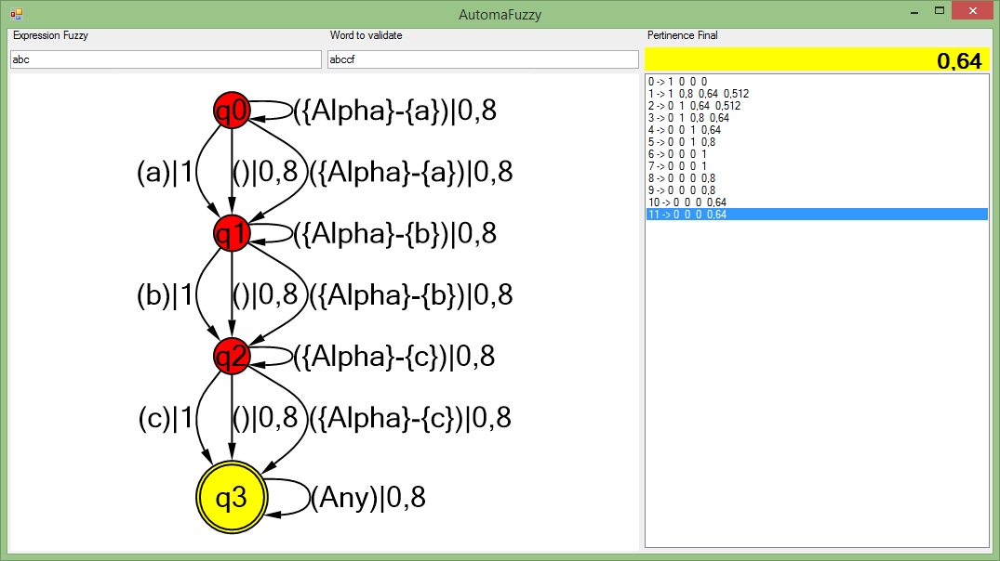 AutomaFuzzy
Expression Fuzzy
Word to validate
Pertinence Final
abc
abccf
0,64
q0
({Alpha}-{a})|0,8
(a)|1
()|0,8
({Alpha}-{a})|0,8
q1
({Alpha}-{b})|0,8
(b)|1
()|0,8
({Alpha}-{b})|0,8
q2
({Alpha}-{c})|0,8
(c)|1
()|0,8
({Alpha}-{c})|0,8
q3
(Any)|0,8
0 -> 1 0 0 0
1 -> 1 0,8 0,64 0,512
2 -> 0 1 0,64 0,512
3 -> 0 1 0,8 0,64
4 -> 0 0 1 0,64
5 -> 0 0 1 0,8
6 -> 0 0 0 1
7 -> 0 0 0 1
8 -> 0 0 0 0,8
9 -> 0 0 0 0,8
10 -> 0 0 0 0,64
11 -> 0 0 0 0,64